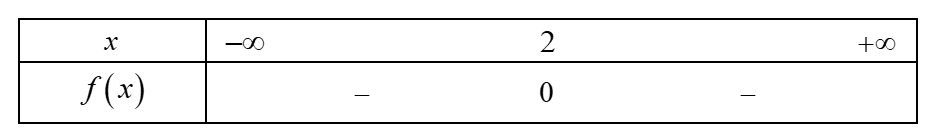 x −∞ 2 +∞
f(x) − 0 −